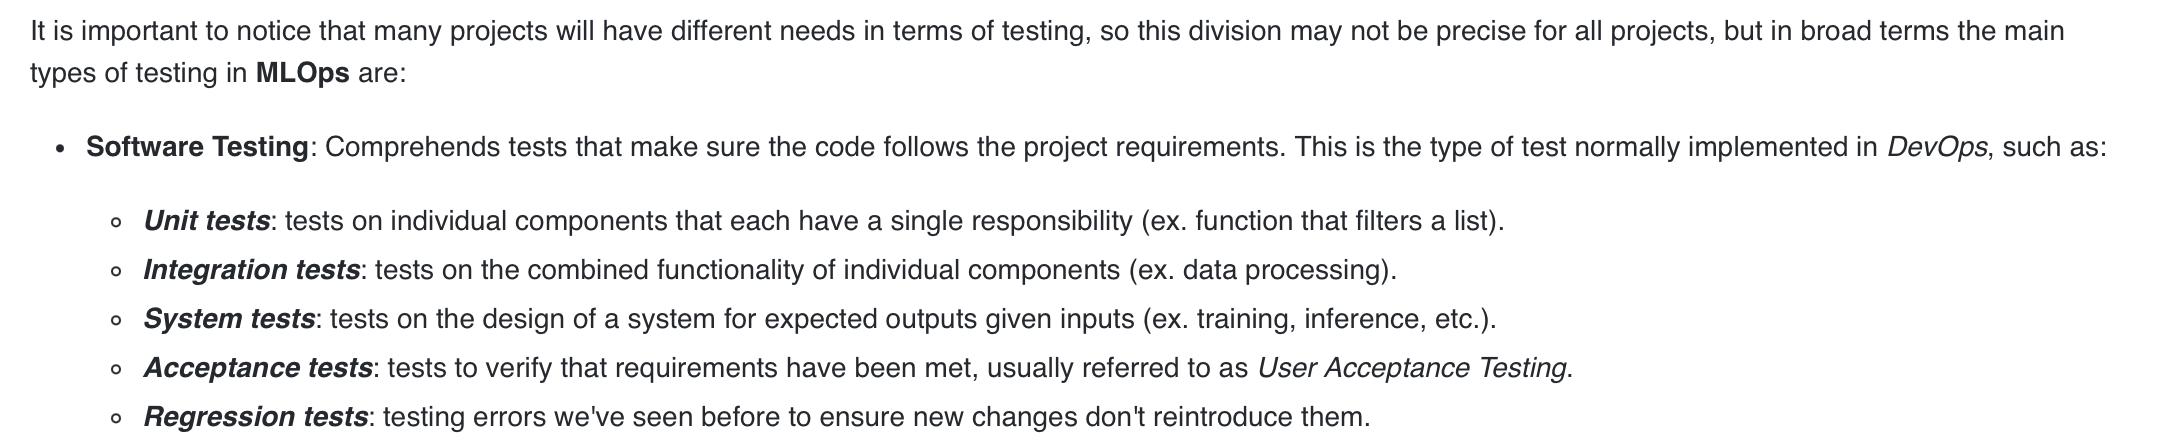 It is important to notice that many projects will have different needs in terms of testing, so this division may not be precise for all projects, but in broad terms the main
types of testing in MLOps are:
• Software Testing: Comprehends tests that make sure the code follows the project requirements. This is the type of test normally implemented in DevOps, such as:
◦ Unit tests: tests on individual components that each have a single responsibility (ex. function that filters a list).
◦ Integration tests: tests on the combined functionality of individual components (ex. data processing).
◦ System tests: tests on the design of a system for expected outputs given inputs (ex. training, inference, etc.).
◦ Acceptance tests: tests to verify that requirements have been met, usually referred to as User Acceptance Testing.
◦ Regression tests: testing errors we've seen before to ensure new changes don't reintroduce them.